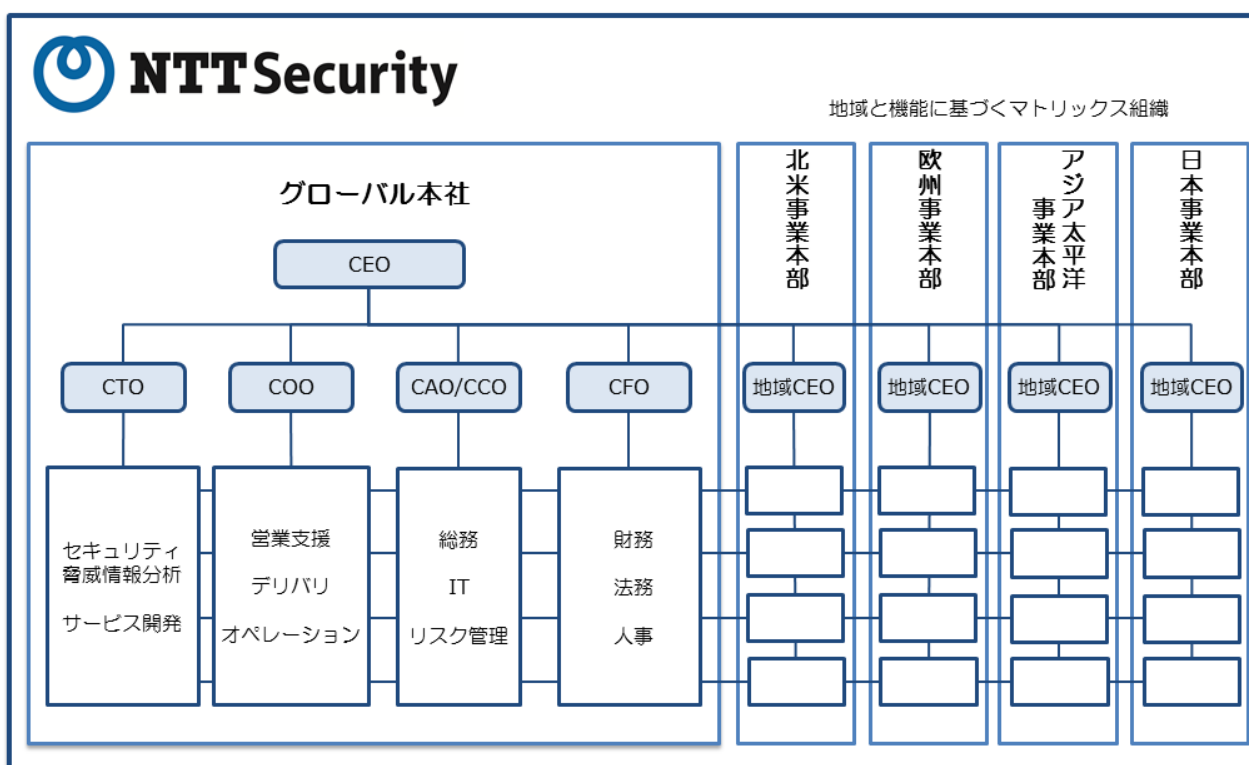 NTT Security
地域と機能に基づくマトリックス組織
グローバル本社
北米事業本部
欧州事業本部
アジア太平洋
事業本部
日本事業本部
CEO
CTO
COO
CAO/CCO
CFO
地域CEO
地域CEO
地域CEO
地域CEO
セキュリティ
脅威情報分析
サービス開発
営業支援
デリバリ
オペレーション
総務
IT
リスク管理
財務
法務
人事